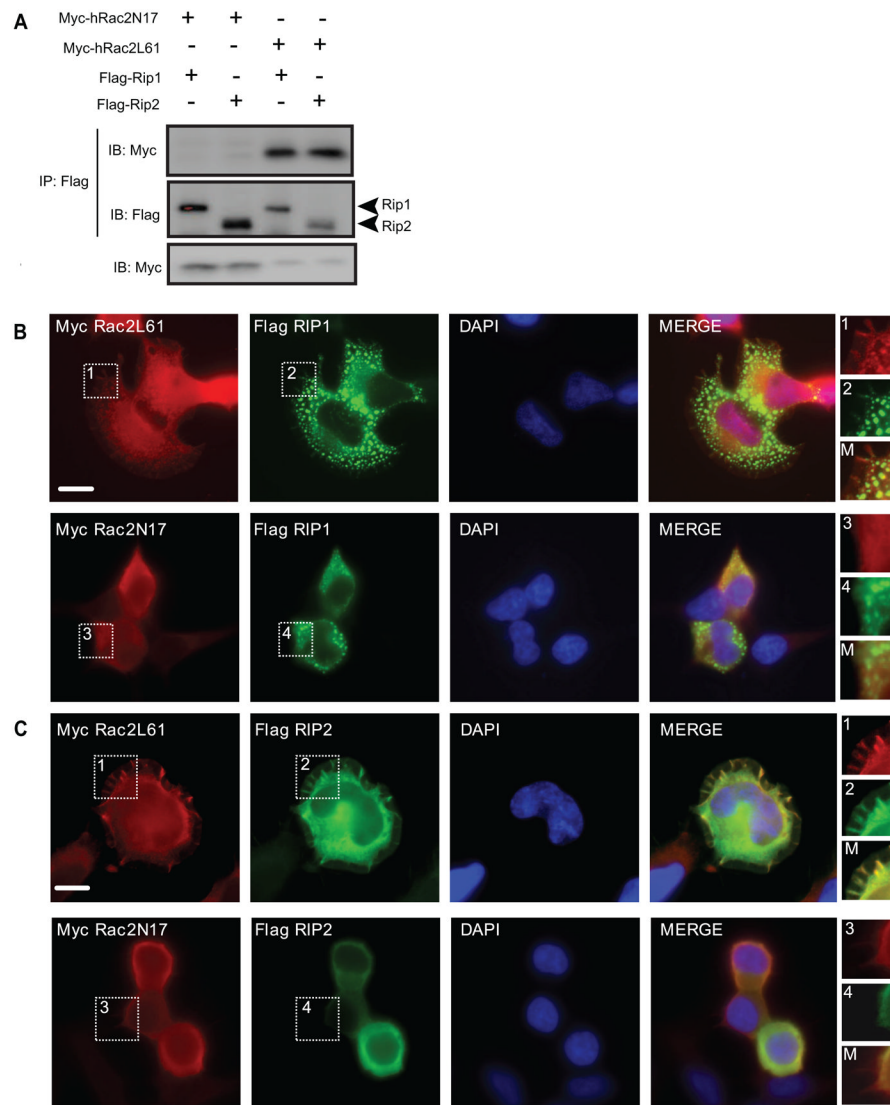 A
Myc-hRac2N17 + + - -
Myc-hRac2L61 - - + +
Flag-Rip1 + - + -
Flag-Rip2 - + - +
IP: Flag
IB: Myc
IB: Flag
Rip1
Rip2
IB: Myc
B
Myc Rac2L61 Flag RIP1 DAPI MERGE
1 2
1
2
M
Myc Rac2N17 Flag RIP1 DAPI MERGE
3 4
3
4
M
C
Myc Rac2L61 Flag RIP2 DAPI MERGE
1 2
1
2
M
Myc Rac2N17 Flag RIP2 DAPI MERGE
3 4
3
4
M